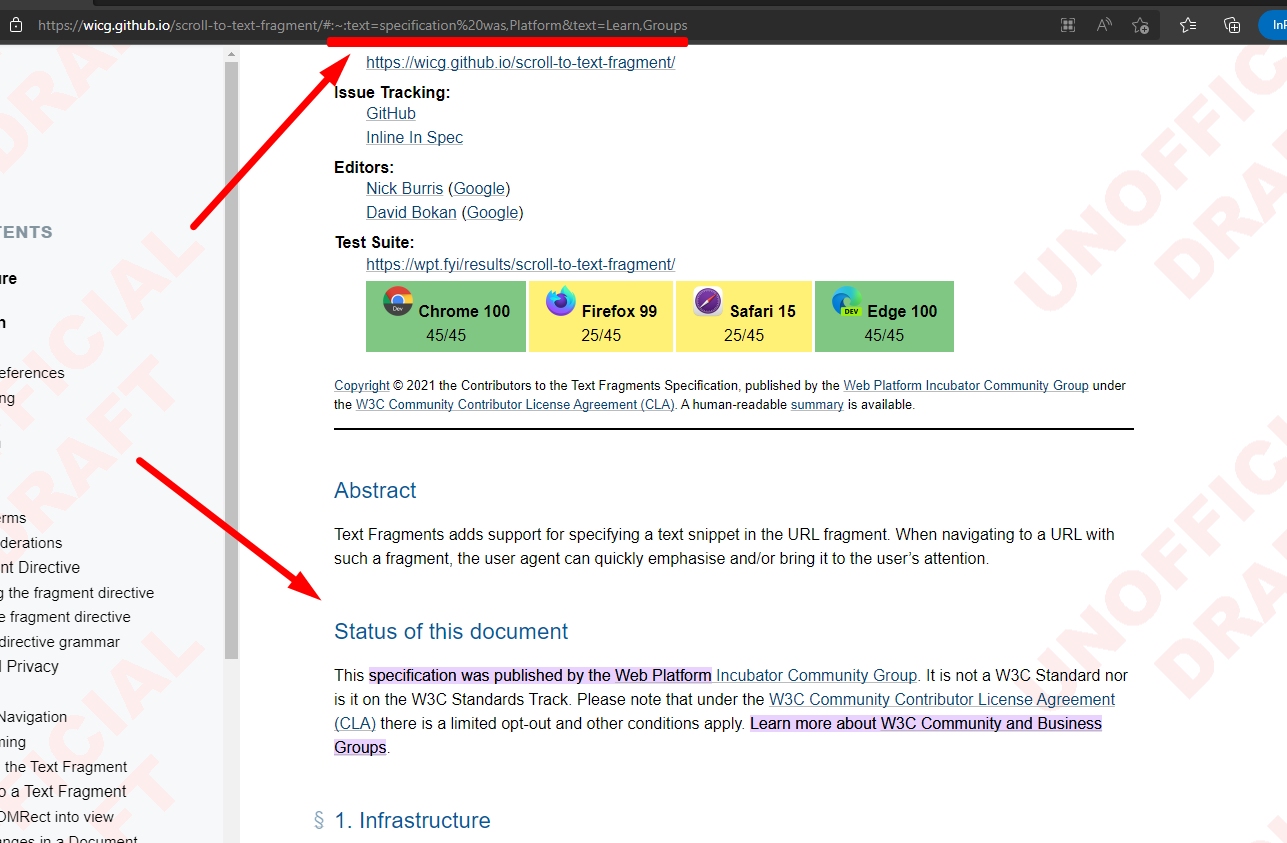 https://wicg.github.io/scroll-to-text-fragment/#:~:text=specification%20was,Platform&text=Learn,Groups
InP
TENTS
ure
n
eferences
ng
erms
derations
nt Directive
g the fragment directive
e fragment directive
directive grammar
d Privacy
Navigation
ming
the Text Fragment
o a Text Fragment
OMRect into view
anges in a Document
https://wicg.github.io/scroll-to-text-fragment/
Issue Tracking:
GitHub
Inline In Spec
Editors:
Nick Burris (Google)
David Bokan (Google)
Test Suite:
https://wpt.fyi/results/scroll-to-text-fragment/
Dev Chrome 100 Firefox 99 Safari 15 DEV Edge 100
45/45 25/45 25/45 45/45
Copyright © 2021 the Contributors to the Text Fragments Specification, published by the Web Platform Incubator Community Group under
the W3C Community Contributor License Agreement (CLA). A human-readable summary is available.
Abstract
Text Fragments adds support for specifying a text snippet in the URL fragment. When navigating to a URL with
such a fragment, the user agent can quickly emphasise and/or bring it to the user's attention.
Status of this document
This specification was published by the Web Platform Incubator Community Group. It is not a W3C Standard nor
is it on the W3C Standards Track. Please note that under the W3C Community Contributor License Agreement
(CLA) there is a limited opt-out and other conditions apply. Learn more about W3C Community and Business
Groups.
§ 1. Infrastructure
UNOFFICIAL
DRAFT